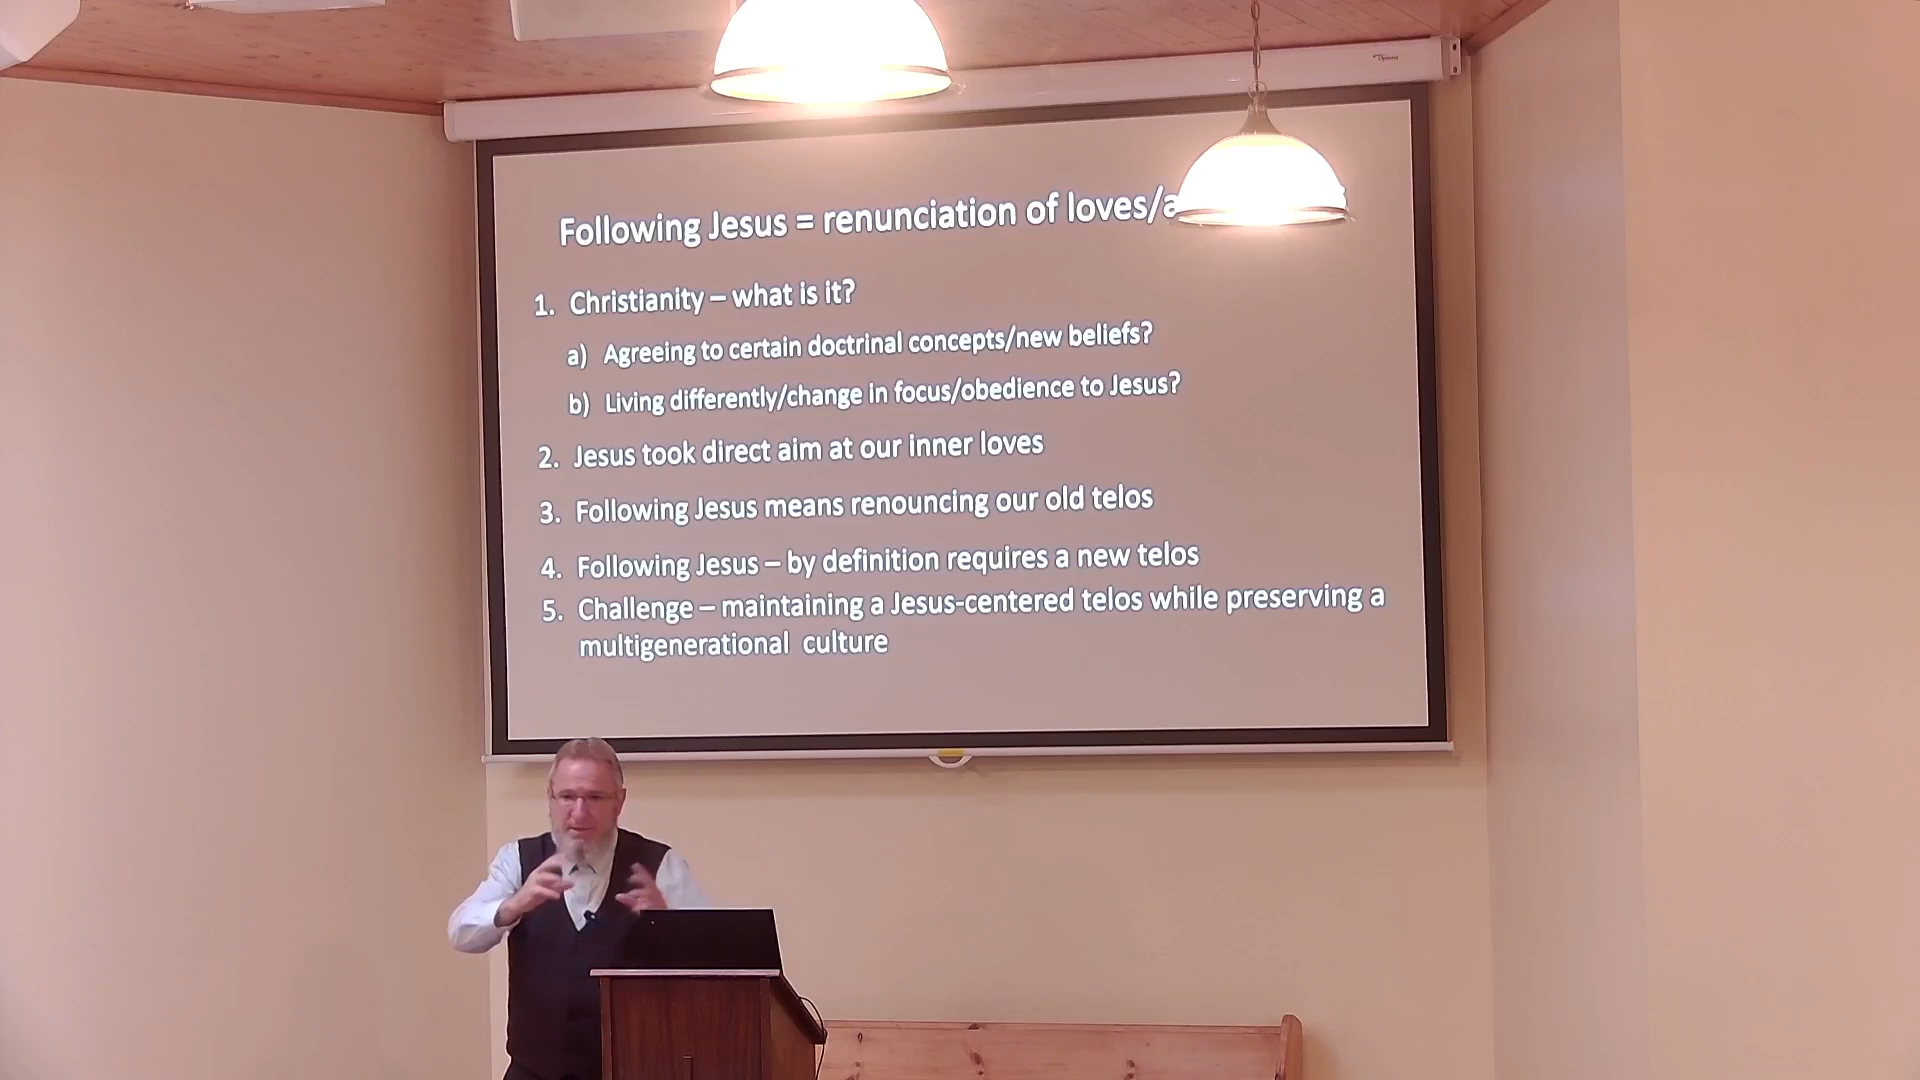 Following Jesus = renunciation of loves/
1. Christianity – what is it?
a) Agreeing to certain doctrinal concepts/new beliefs?
b) Living differently/change in focus/obedience to Jesus?
2. Jesus took direct aim at our inner loves
3. Following Jesus means renouncing our old telos
4. Following Jesus – by definition requires a new telos
5. Challenge – maintaining a Jesus-centered telos while preserving a
multigenerational culture